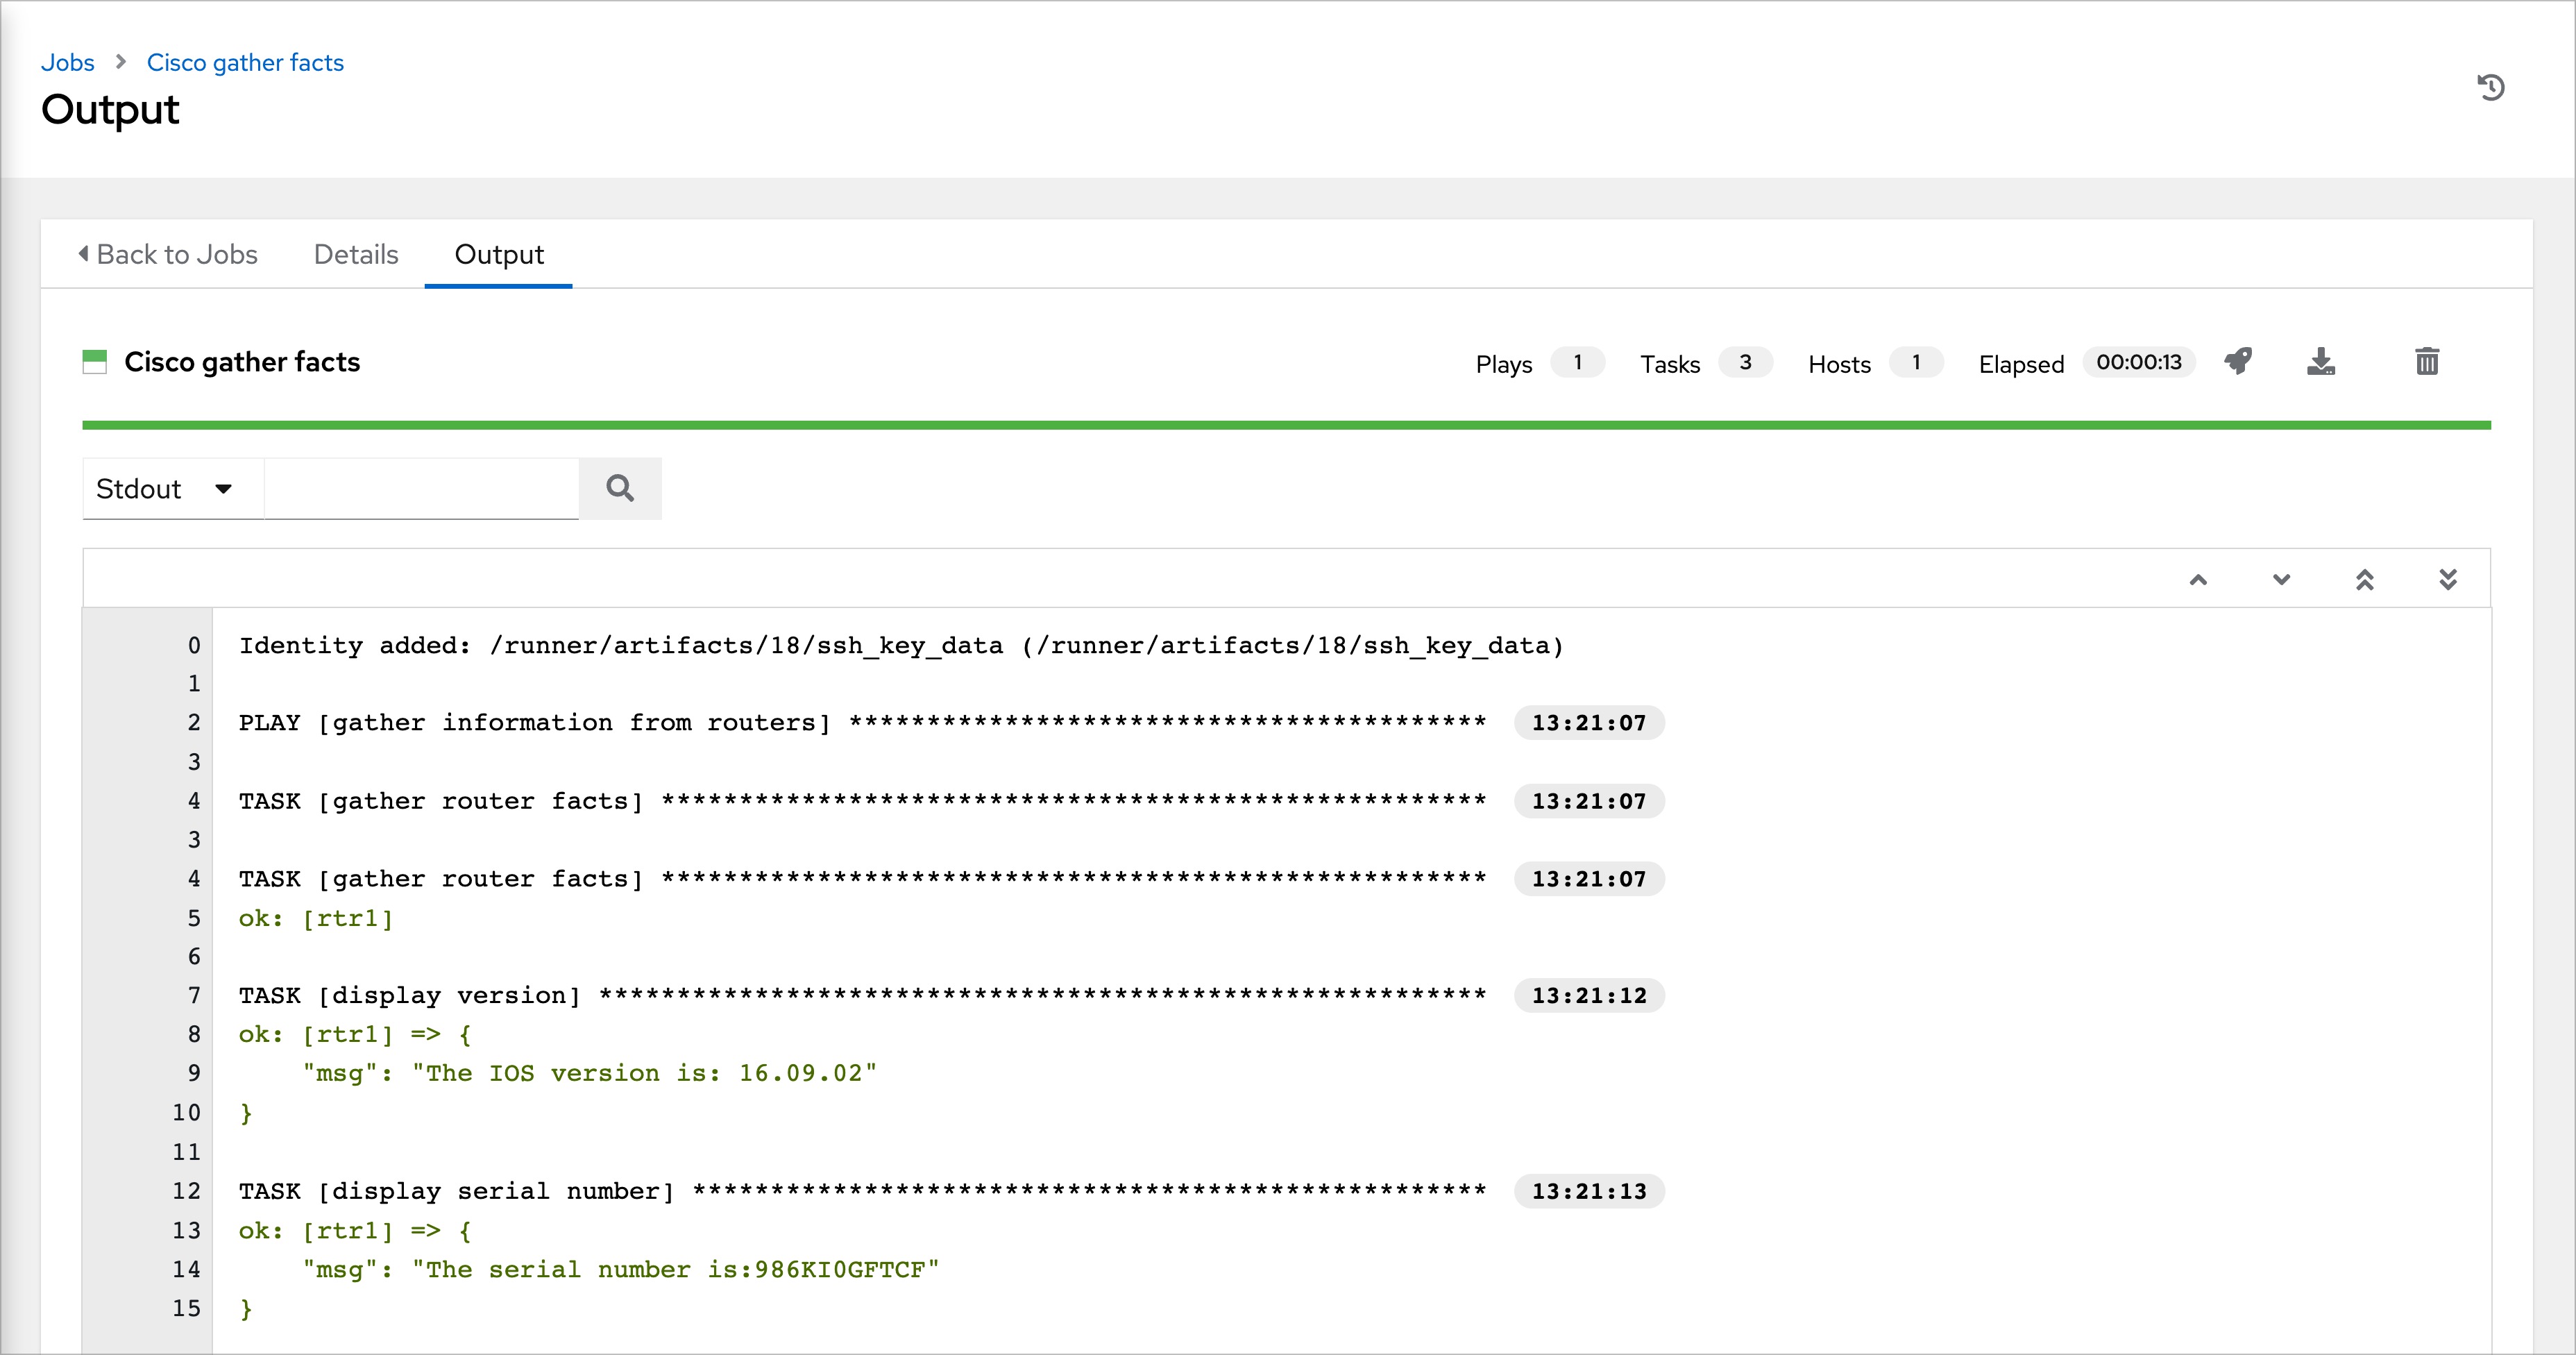 Jobs > Cisco gather facts
Output
Back to Jobs Details Output
Cisco gather facts Plays 1 Tasks 3 Hosts 1 Elapsed 00:00:13
Stdout
0 Identity added: /runner/artifacts/18/ssh_key_data (/runner/artifacts/18/ssh_key_data)
1
2 PLAY [gather information from routers] ***************************************** 13:21:07
3
4 TASK [gather router facts] ***************************************************** 13:21:07
3
4 TASK [gather router facts] ***************************************************** 13:21:07
5 ok: [rtr1]
6
7 TASK [display version] ********************************************************* 13:21:12
8 ok: [rtr1] => {
9     "msg": "The IOS version is: 16.09.02"
10 }
11
12 TASK [display serial number] *************************************************** 13:21:13
13 ok: [rtr1] => {
14     "msg": "The serial number is:986KI0GFTCF"
15 }